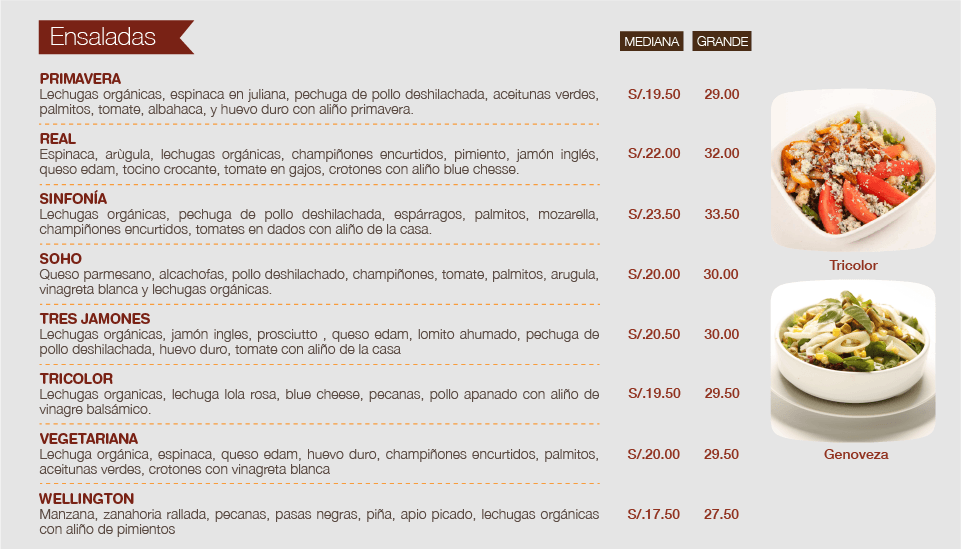 Ensaladas
MEDIANA GRANDE
PRIMAVERA
Lechugas orgánicas, espinaca en juliana, pechuga de pollo deshilachada, aceitunas verdes, S/.19.50 29.00
palmitos, tomate, albahaca, y huevo duro con aliño primavera.
REAL
Espinaca, arùgula, lechugas orgánicas, champiñones encurtidos, pimiento, jamón inglés, S/.22.00 32.00
queso edam, tocino crocante, tomate en gajos, crotones con aliño blue chesse.
SINFONÍA
Lechugas orgánicas, pechuga de pollo deshilachada, espárragos, palmitos, mozarella, S/.23.50 33.50
champiñones encurtidos, tomates en dados con aliño de la casa.
Tricolor
SOHO
Queso parmesano, alcachofas, pollo deshilachado, champiñones, tomate, palmitos, arugula, S/.20.00 30.00
vinagreta blanca y lechugas orgánicas.
TRES JAMONES
Lechugas orgánicas, jamón ingles, prosciutto , queso edam, lomito ahumado, pechuga de S/.20.50 30.00
pollo deshilachada, huevo duro, tomate con aliño de la casa
TRICOLOR
Lechugas organicas, lechuga lola rosa, blue cheese, pecanas, pollo apanado con aliño de S/.19.50 29.50
vinagre balsámico.
VEGETARIANA
Lechuga orgánica, espinaca, queso edam, huevo duro, champiñones encurtidos, palmitos, S/.20.00 29.50
aceitunas verdes, crotones con vinagreta blanca
Genoveza
WELLINGTON
Manzana, zanahoria rallada, pecanas, pasas negras, piña, apio picado, lechugas orgánicas S/.17.50 27.50
con aliño de pimientos